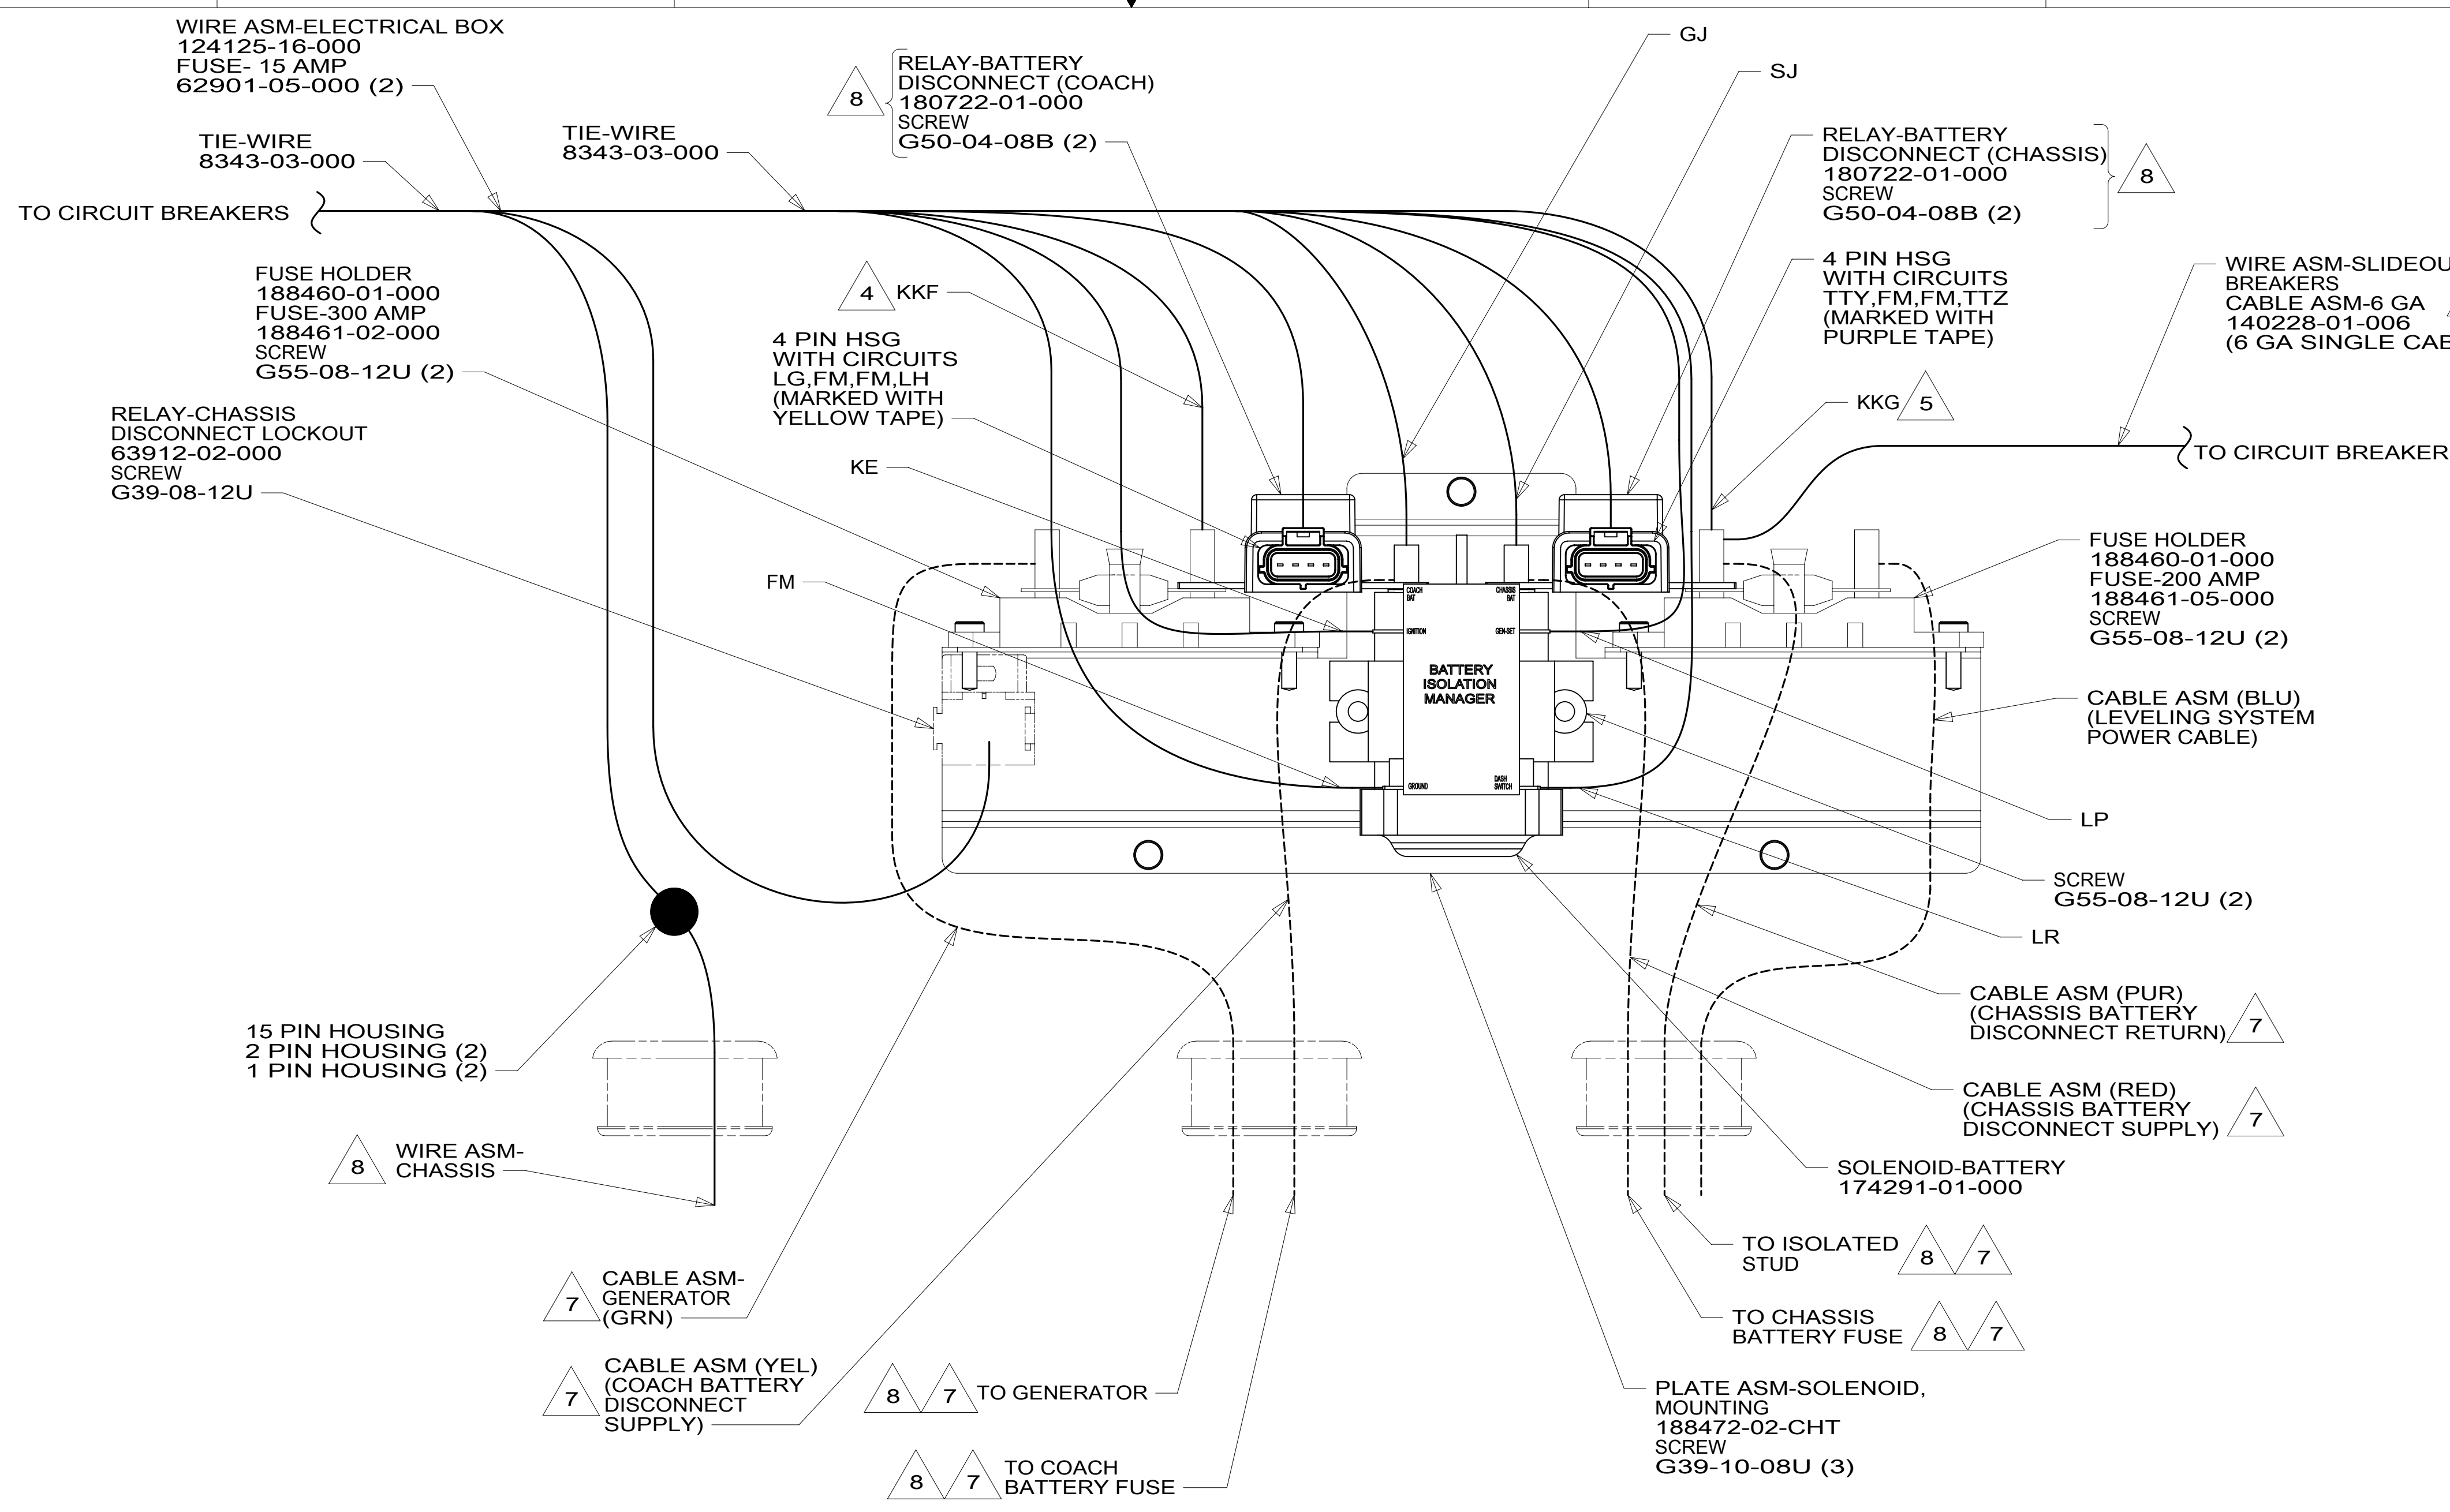 WIRE ASM-ELECTRICAL BOX
124125-16-000
FUSE- 15 AMP
62901-05-000 (2)
TIE-WIRE
8343-03-000
TIE-WIRE
8343-03-000
8
RELAY-BATTERY
DISCONNECT (COACH)
180722-01-000
SCREW
G50-04-08B (2)
GJ
SJ
RELAY-BATTERY
DISCONNECT (CHASSIS)
180722-01-000
SCREW
G50-04-08B (2)
8
TO CIRCUIT BREAKERS
FUSE HOLDER
188460-01-000
FUSE-300 AMP
188461-02-000
SCREW
G55-08-12U (2)
4
KKF
4 PIN HSG
WITH CIRCUITS
LG,FM,FM,LH
(MARKED WITH
YELLOW TAPE)
4 PIN HSG
WITH CIRCUITS
TTY,FM,FM,TTZ
(MARKED WITH
PURPLE TAPE)
WIRE ASM-SLIDEOU
BREAKERS
CABLE ASM-6 GA
140228-01-006
(6 GA SINGLE CAB
KKG
5
TO CIRCUIT BREAKER
RELAY-CHASSIS
DISCONNECT LOCKOUT
63912-02-000
SCREW
G39-08-12U
KE
FM
COACH
BAT
CHASSIS
BAT
IGNITION
GEN-SET
BATTERY
ISOLATION
MANAGER
GROUND
DASH
SWITCH
FUSE HOLDER
188460-01-000
FUSE-200 AMP
188461-05-000
SCREW
G55-08-12U (2)
CABLE ASM (BLU)
(LEVELING SYSTEM
POWER CABLE)
LP
SCREW
G55-08-12U (2)
LR
CABLE ASM (PUR)
(CHASSIS BATTERY
DISCONNECT RETURN)
7
CABLE ASM (RED)
(CHASSIS BATTERY
DISCONNECT SUPPLY)
7
SOLENOID-BATTERY
174291-01-000
15 PIN HOUSING
2 PIN HOUSING (2)
1 PIN HOUSING (2)
8
WIRE ASM-
CHASSIS
TO ISOLATED
STUD
8 7
TO CHASSIS
BATTERY FUSE
8 7
7
CABLE ASM-
GENERATOR
(GRN)
7
CABLE ASM (YEL)
(COACH BATTERY
DISCONNECT
SUPPLY)
8 7 TO GENERATOR
8 7
TO COACH
BATTERY FUSE
PLATE ASM-SOLENOID,
MOUNTING
188472-02-CHT
SCREW
G39-10-08U (3)